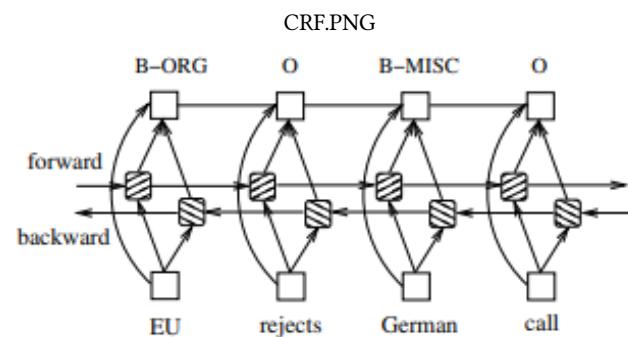 CRF.PNG
B–ORG O B–MISC O
forward
backward
EU rejects German call